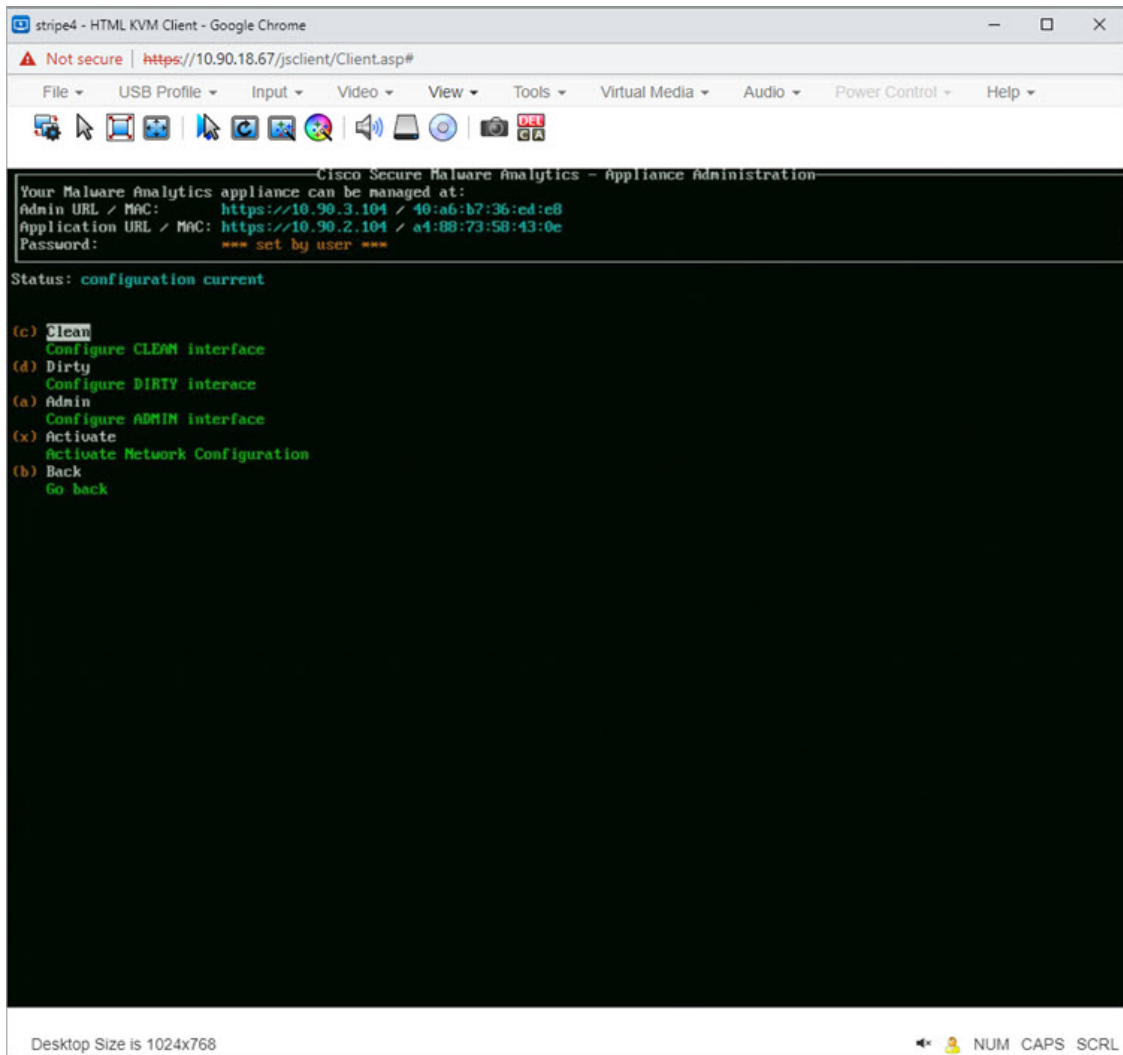 stripe4 - HTML KVM Client - Google Chrome
Not secure | https://10.90.18.67/jsclient/Client.asp#
File USB Profile Input Video View Tools Virtual Media Audio Power Control Help
DEL
C A
Cisco Secure Malware Analytics - Appliance Administration
Your Malware Analytics appliance can be managed at:
Admin URL / MAC: https://10.90.3.104 / 40:a6:b7:36:ed:e8
Application URL / MAC: https://10.90.2.104 / a4:88:73:58:43:0e
Password: *** set by user ***
Status: configuration current
(c) Clean
Configure CLEAN interface
(d) Dirty
Configure DIRTY interace
(a) Admin
Configure ADMIN interface
(x) Activate
Activate Network Configuration
(b) Back
Go back
Desktop Size is 1024x768 NUM CAPS SCRL